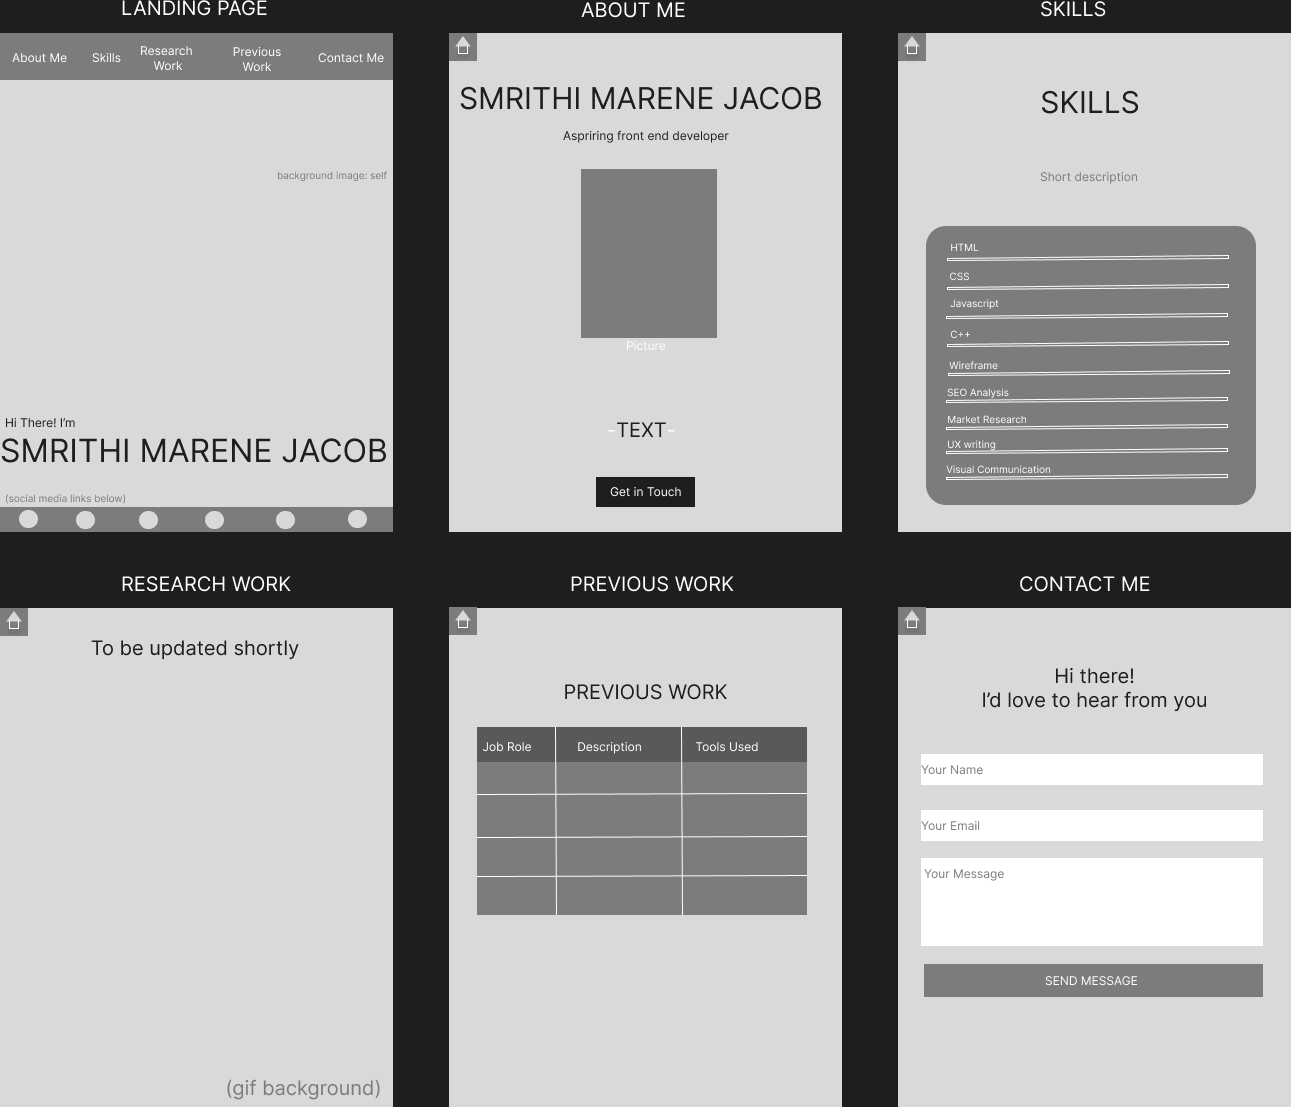 LANDING PAGE
About Me
Skills
Research
Work
Previous
Work
Contact Me
background image: self
Hi There! I’m
SMRITHI MARENE JACOB
(social media links below)
ABOUT ME
SMRITHI MARENE JACOB
Aspriring front end developer
Picture
-TEXT-
Get in Touch
SKILLS
SKILLS
Short description
HTML
CSS
Javascript
C++
Wireframe
SEO Analysis
Market Research
UX writing
Visual Communication
RESEARCH WORK
To be updated shortly
(gif background)
PREVIOUS WORK
PREVIOUS WORK
Job Role
Description
Tools Used
CONTACT ME
Hi there!
I’d love to hear from you
Your Name
Your Email
Your Message
SEND MESSAGE